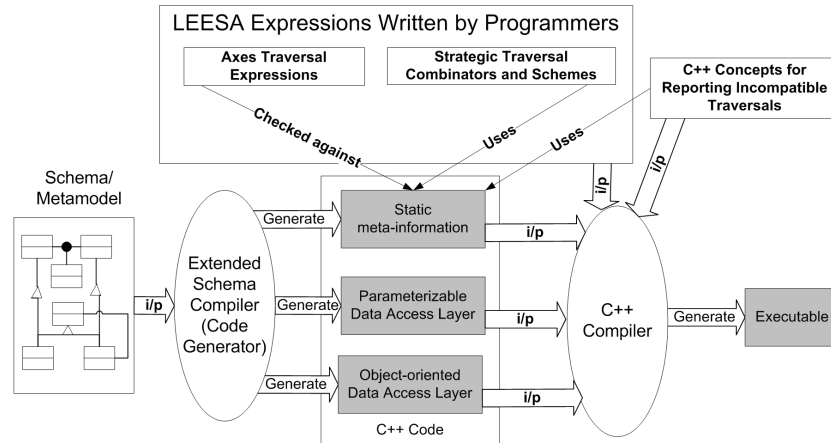 LEESA Expressions Written by Programmers
Axes Traversal
Expressions
Strategic Traversal
Combinators and Schemes
C++ Concepts for
Reporting Incompatible
Traversals
Checked against
Uses
Uses
i/p
i/p
Schema/
Metamodel
i/p
Extended
Schema
Compiler
(Code
Generator)
Generate
Static
meta-information
i/p
Generate
Parameterizable
Data Access Layer
i/p
Generate
Object-oriented
Data Access Layer
i/p
C++ Code
C++
Compiler
Generate
Executable